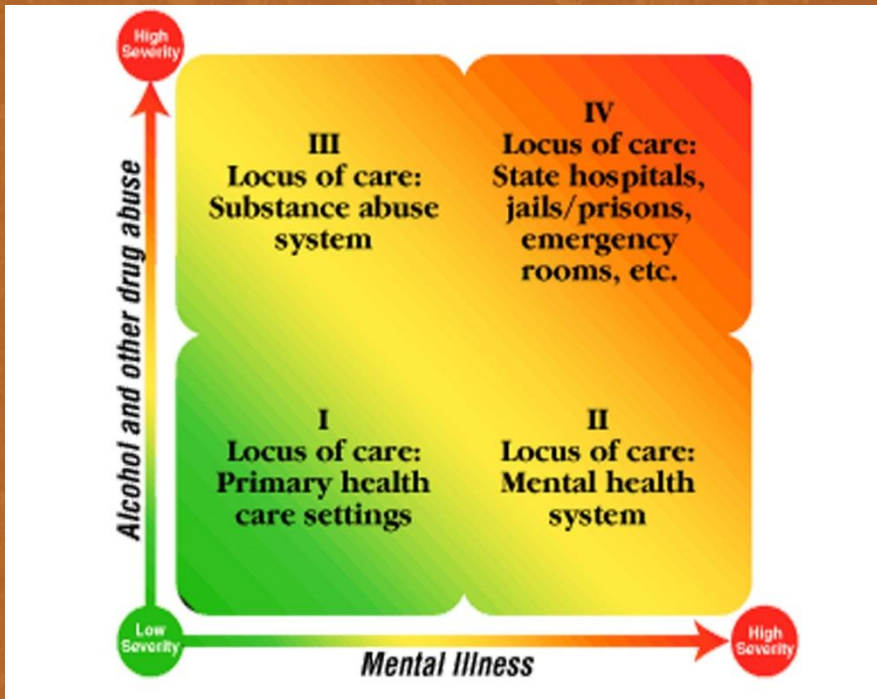 High
Severity
III
Locus of care:
Substance abuse
system
IV
Locus of care:
State hospitals,
jails/prisons,
emergency
rooms, etc.
Alcohol and other drug abuse
I
Locus of care:
Primary health
care settings
II
Locus of care:
Mental health
system
Low
Severity
Mental Illness
High
Severity